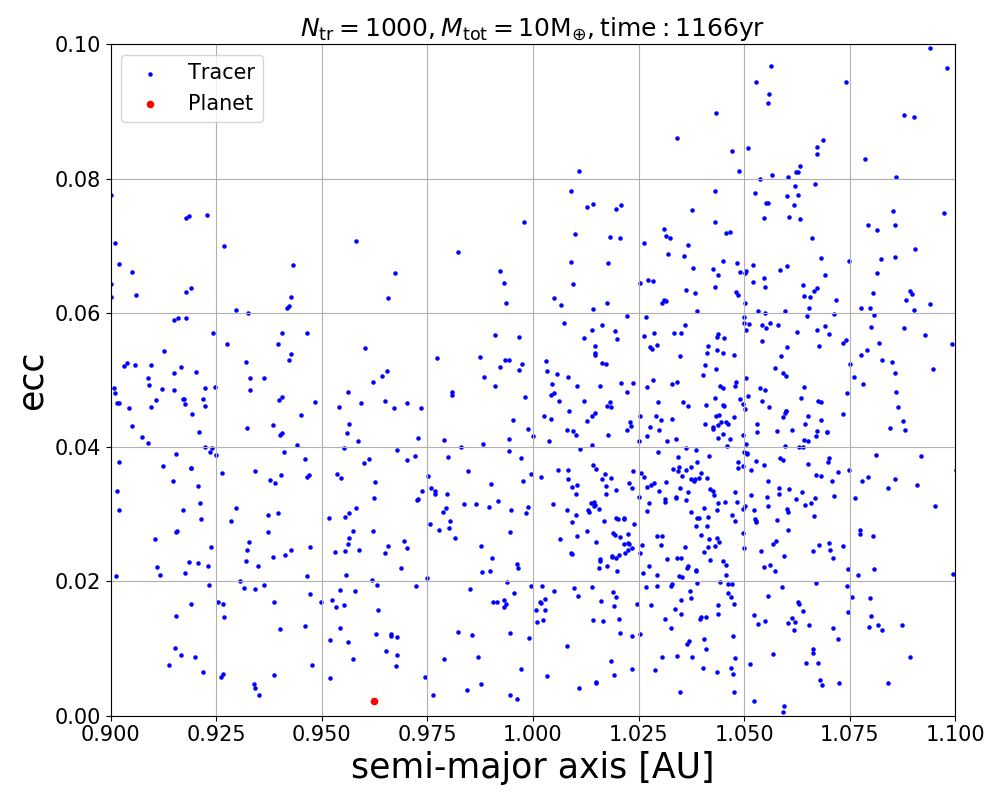 N_tr = 1000, M_tot = 10M_⊕, time : 1166yr
Tracer
Planet
0.10
0.08
0.06
0.04
0.02
0.00
ecc
0.900 0.925 0.950 0.975 1.000 1.025 1.050 1.075 1.100
semi-major axis [AU]